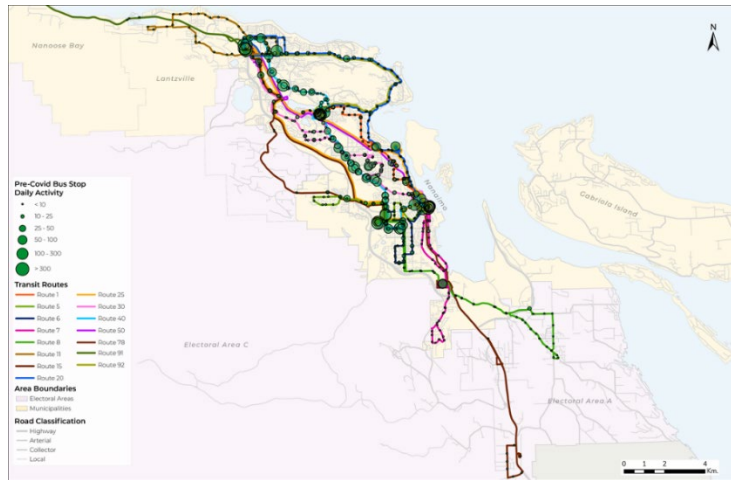 N
Nanoose Bay
Lantzville
Nanaimo
Gabriola Island
Electoral Area C
Electoral Area A
Pre-Covid Bus Stop
Daily Activity
< 10
10 - 25
25 - 50
50 - 100
100 - 300
> 300
Transit Routes
Route 1 Route 25
Route 5 Route 30
Route 6 Route 40
Route 7 Route 50
Route 8 Route 78
Route 11 Route 91
Route 15 Route 92
Route 20
Area Boundaries
Electoral Areas
Municipalities
Road Classification
Highway
Arterial
Collector
Local
0 1 2 4
Km.